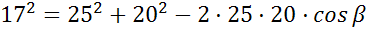 17² = 25² + 20² − 2 · 25 · 20 · cos β